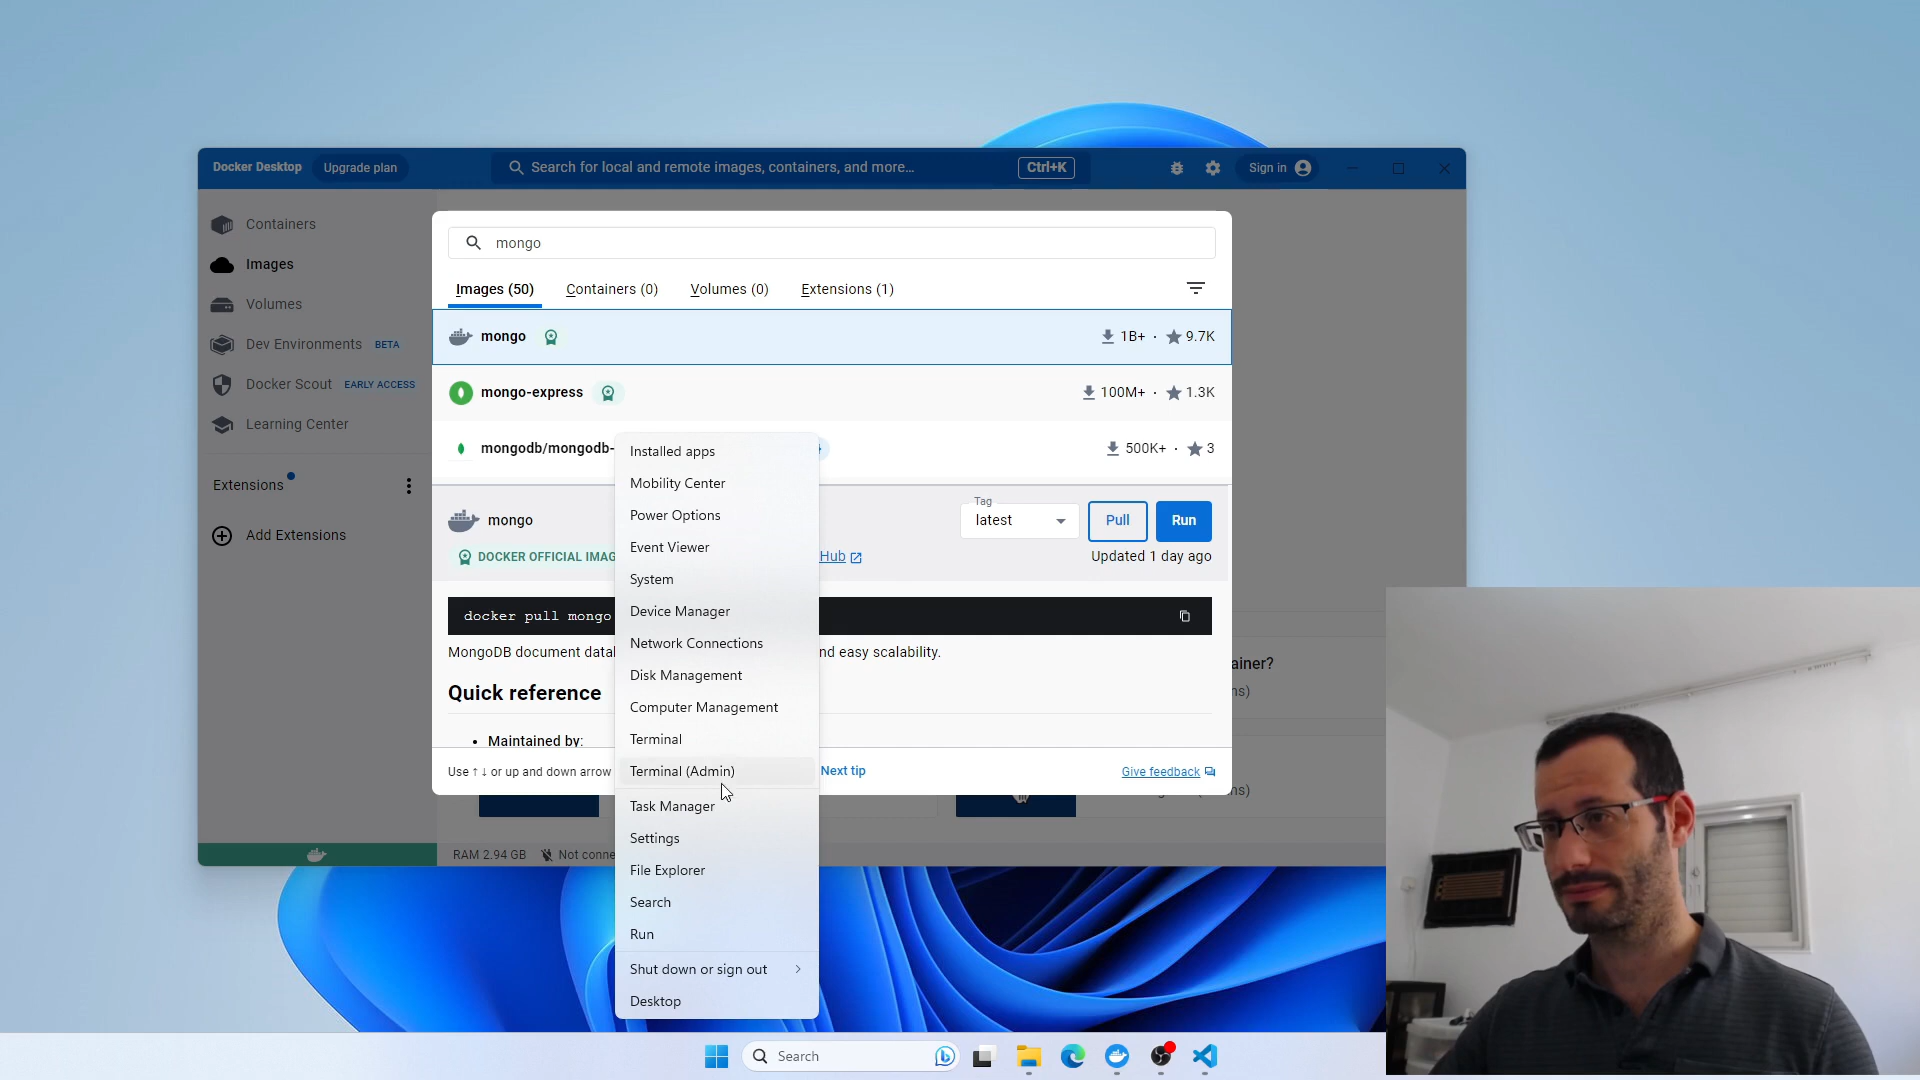 Docker Desktop
Upgrade plan
Search for local and remote images, containers, and more...
Ctrl+K
Sign in
Containers
Images
Volumes
Dev Environments BETA
Docker Scout EARLY ACCESS
Learning Center
Extensions
Add Extensions
mongo
Images (50)
Containers (0)
Volumes (0)
Extensions (1)
mongo
1B+ · 9.7K
mongo-express
100M+ · 1.3K
mongodb/mongodb-
500K+ · 3
mongo
Tag
latest
Pull
Run
DOCKER OFFICIAL IMAG
Hub
Updated 1 day ago
docker pull mongo
MongoDB document datal
nd easy scalability.
Quick reference
• Maintained by:
Use ↑ ↓ or up and down arrow
Next tip
Give feedback
ainer?
ns)
ns)
RAM 2.94 GB
Not conne
Installed apps
Mobility Center
Power Options
Event Viewer
System
Device Manager
Network Connections
Disk Management
Computer Management
Terminal
Terminal (Admin)
Task Manager
Settings
File Explorer
Search
Run
Shut down or sign out
Desktop
Search